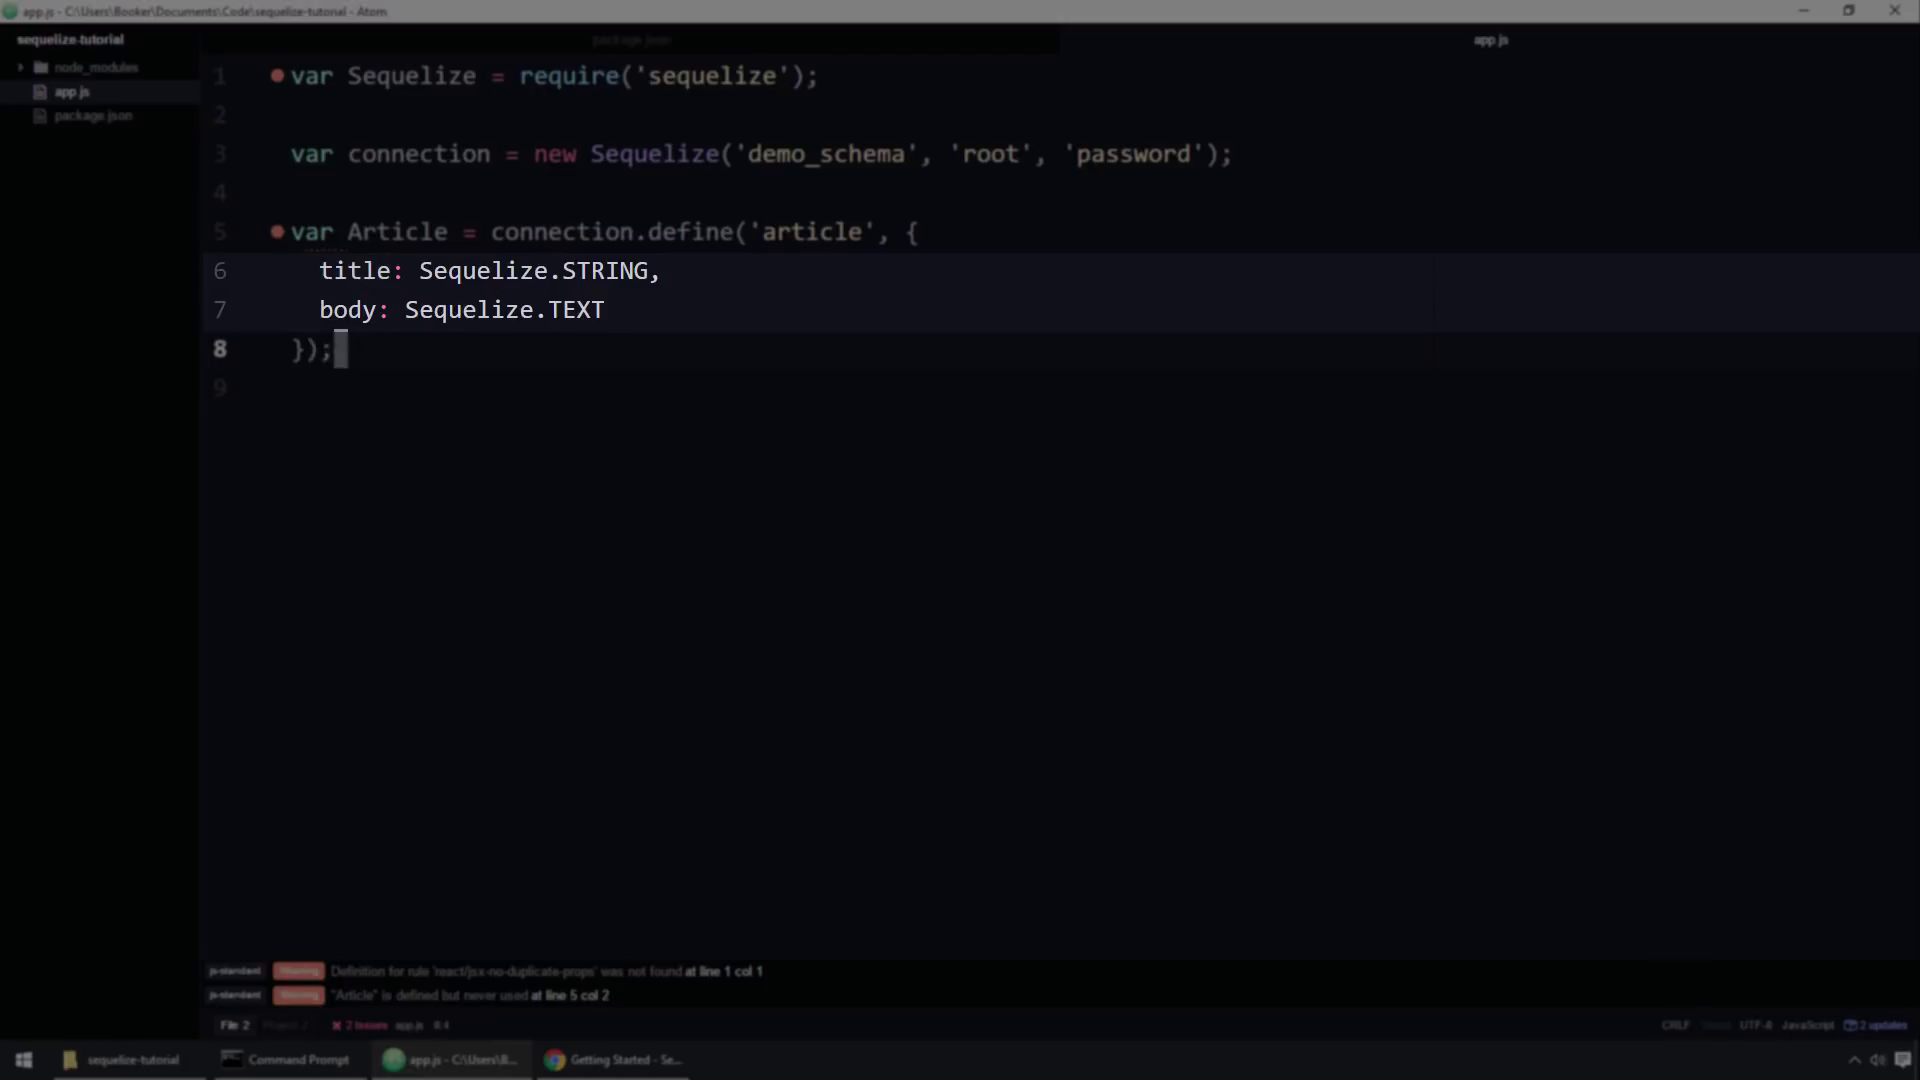 app.js - C:\Users\Booker\Documents\Code\sequelize-tutorial - Atom
sequelize-tutorial
node_modules
app.js
package.json
package.json
app.js
1 var Sequelize = require('sequelize');
2
3 var connection = new Sequelize('demo_schema', 'root', 'password');
4
5 var Article = connection.define('article', {
6 title: Sequelize.STRING,
7 body: Sequelize.TEXT
8 });
9
js-standard Warning Definition for rule 'react/jsx-no-duplicate-props' was not found at line 1 col 1
js-standard Warning "Article" is defined but never used at line 5 col 2
File 2 2 Issues app.js 8:4 CRLF UTF-8 JavaScript 2 updates
sequelize-tutorial Command Prompt app.js - C:\Users\B... Getting Started - Se...